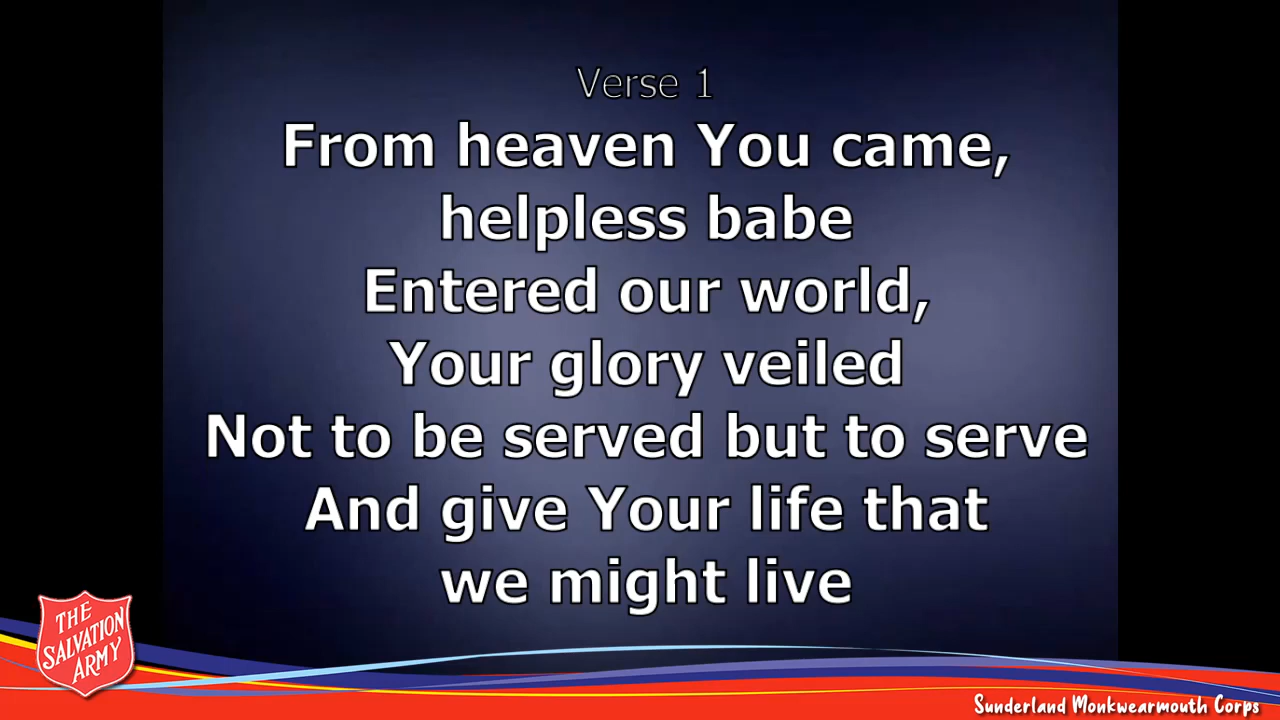 Verse 1
From heaven You came,
helpless babe
Entered our world,
Your glory veiled
Not to be served but to serve
And give Your life that
we might live
THE
SALVATION
ARMY
Sunderland Monkwearmouth Corps